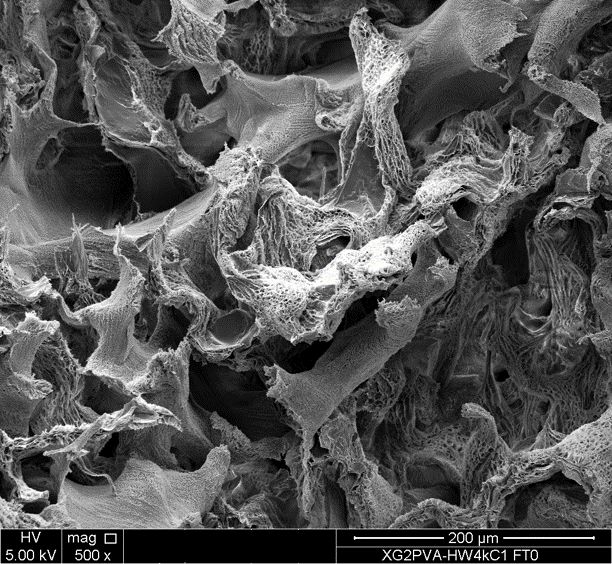 HV
5.00 kV
mag □
500 x
200 µm
XG2PVA-HW4kC1 FT0